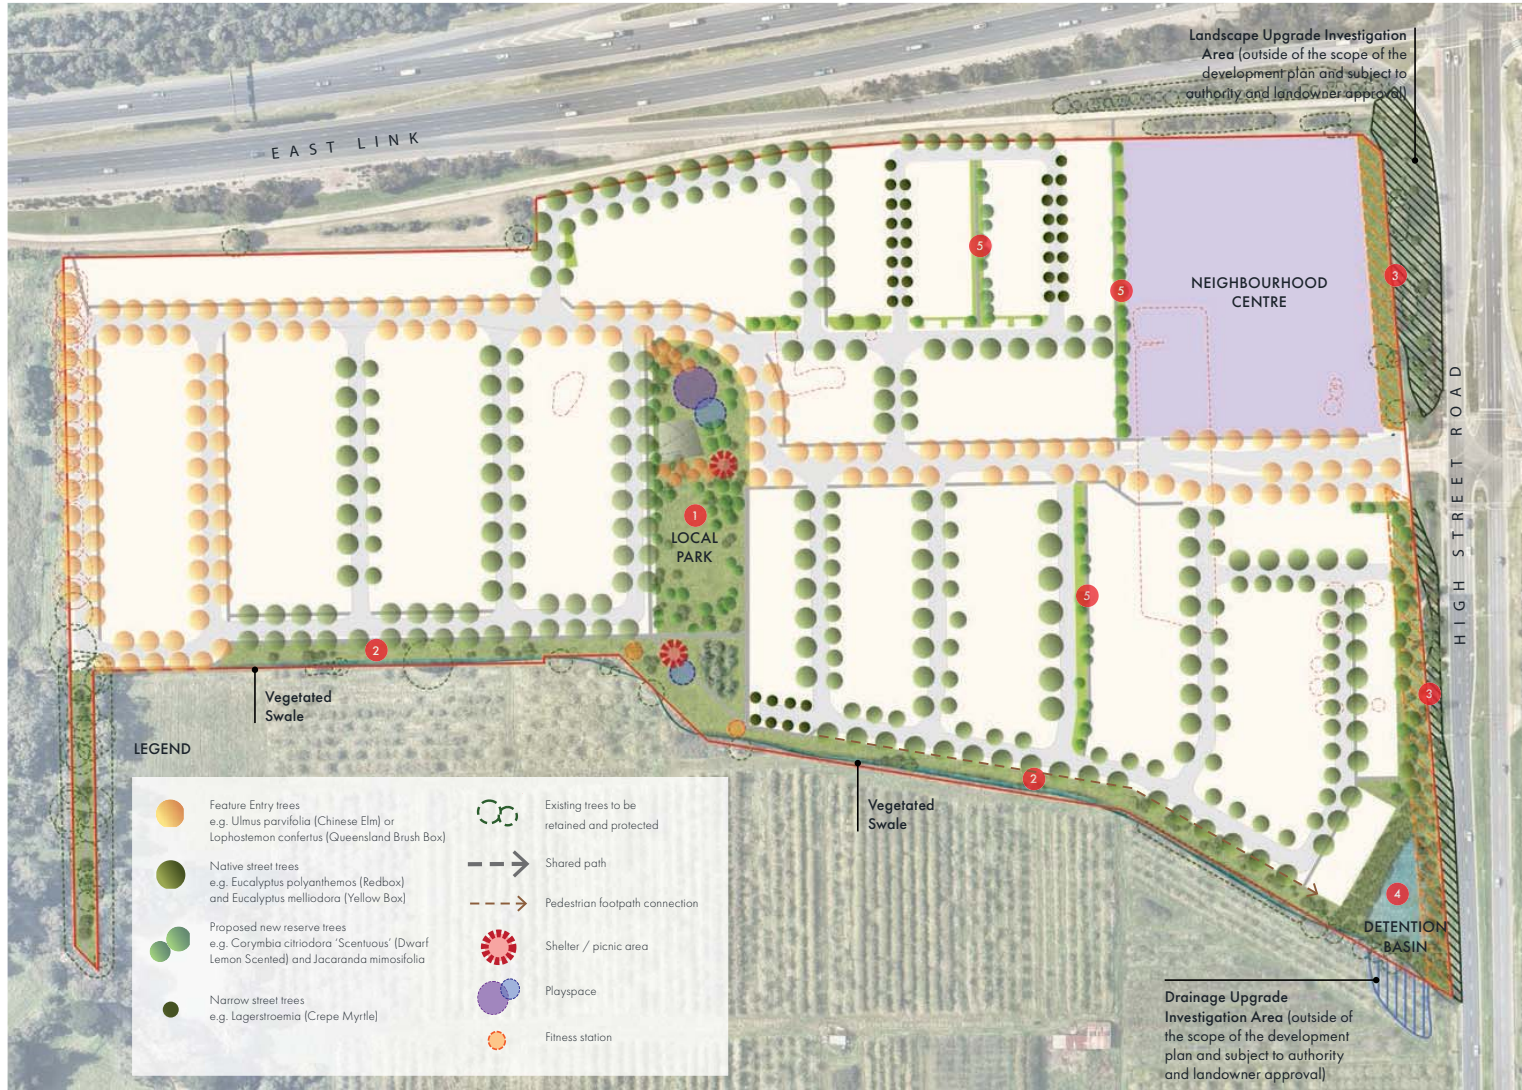 Landscape Upgrade Investigation
Area (outside of the scope of the
development plan and subject to
authority and landowner approval)
EAST LINK
5
5
3
NEIGHBOURHOOD
CENTRE
HIGH STREET ROAD
1
LOCAL
PARK
5
2
3
Vegetated
Swale
2
Vegetated
Swale
4
DETENTION
BASIN
LEGEND
Feature Entry trees
e.g. Ulmus parvifolia (Chinese Elm) or
Lophostemon confertus (Queensland Brush Box)
Native street trees
e.g. Eucalyptus polyanthemos (Redbox)
and Eucalyptus melliodora (Yellow Box)
Proposed new reserve trees
e.g. Corymbia citriodora 'Scentuous' (Dwarf
Lemon Scented) and Jacaranda mimosifolia
Narrow street trees
e.g. Lagerstroemia (Crepe Myrtle)
Existing trees to be
retained and protected
Shared path
Pedestrian footpath connection
Shelter / picnic area
Playspace
Fitness station
Drainage Upgrade
Investigation Area (outside of
the scope of the development
plan and subject to authority
and landowner approval)